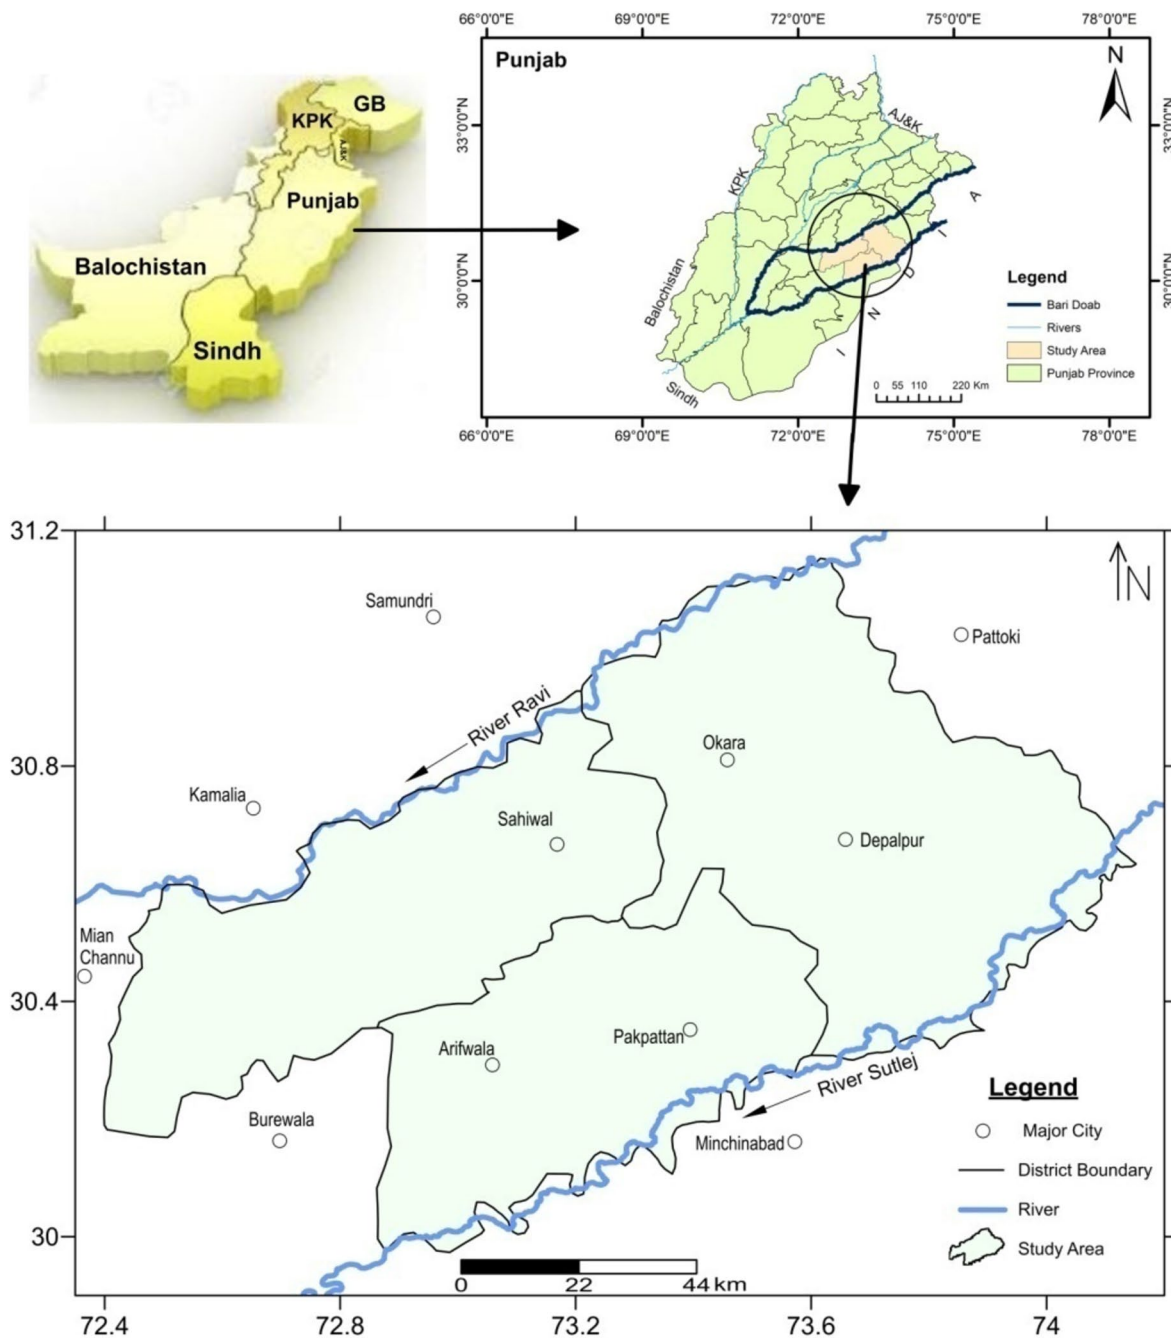 GB
KPK
AJ&K
Punjab
Balochistan
Sindh
66°0'0"E 69°0'0"E 72°0'0"E 75°0'0"E 78°0'0"E
Punjab
N
33°0'0"N
33°0'0"N
30°0'0"N
30°0'0"N
KPK
AJ&K
Balochistan
Sindh
I N D I A
Legend
Bari Doab
Rivers
Study Area
Punjab Province
0 55 110 220 Km
66°0'0"E 69°0'0"E 72°0'0"E 75°0'0"E 78°0'0"E
31.2
30.8
30.4
30
N
Samundri
Pattoki
River Ravi
Okara
Kamalia
Sahiwal
Depalpur
Mian
Channu
Arifwala
Pakpattan
River Sutlej
Burewala
Minchinabad
Legend
Major City
District Boundary
River
Study Area
0 22 44 km
72.4 72.8 73.2 73.6 74